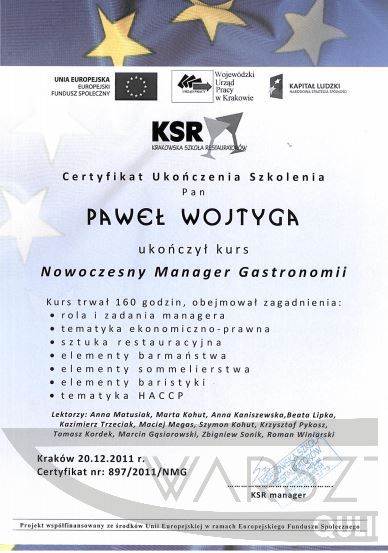 UNIA EUROPEJSKA
EUROPEJSKI
FUNDUSZ SPOŁECZNY
Wojewódzki
Urząd
Pracy
w Krakowie
KAPITAŁ LUDZKI
NARODOWA STRATEGIA SPÓJNOŚCI
KSR
KRAKOWSKA SZKOŁA RESTAURATORÓW
Certyfikat Ukończenia Szkolenia
Pan
PAWEŁ WOJTYGA
ukończył kurs
Nowoczesny Manager Gastronomii
Kurs trwał 160 godzin, obejmował zagadnienia:
• rola i zadania managera
• tematyka ekonomiczno-prawna
• sztuka restauracyjna
• elementy barmaństwa
• elementy sommelierstwa
• elementy baristyki
• tematyka HACCP
Lektorzy: Anna Matusiak, Marta Kohut, Anna Kaniszewska,Beata Lipka,
Kazimierz Trzeciak, Maciej Megas, Szymon Kohut, Krzysztof Pykosz,
Tomasz Kordek, Marcin Gąsiorowski, Zbigniew Sonik, Roman Winiarski
Kraków 20.12.2011 r.
Certyfikat nr: 897/2011/NMG
KSR manager
WARSZT
QULI
Projekt współfinansowany ze środków Unii Europejskiej w ramach Europejskiego Funduszu Społecznego